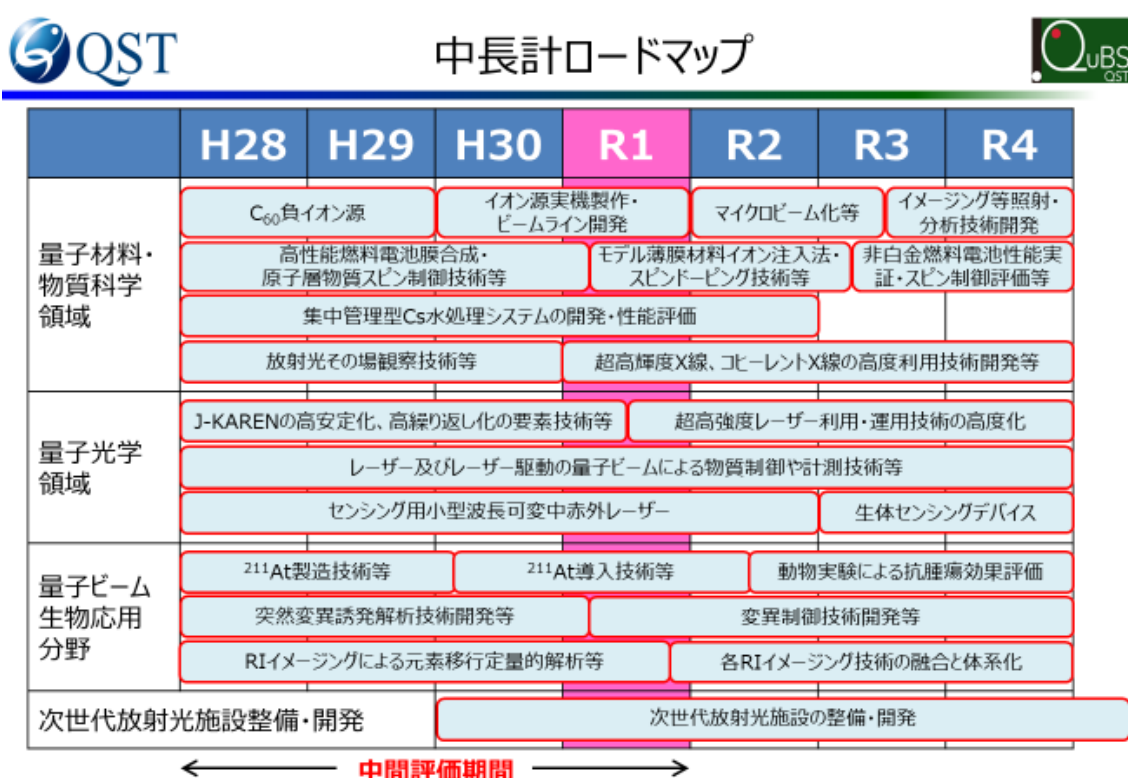 QST
中長計ロードマップ
QuBS
QST
H28 H29 H30 R1 R2 R3 R4
量子材料・
物質科学
領域
C₆₀負イオン源
イオン源実機製作・
ビームライン開発
マイクロビーム化等
イメージング等照射・
分析技術開発
高性能燃料電池膜合成・
原子層物質スピン制御技術等
モデル薄膜材料イオン注入法・
スピンドーピング技術等
非白金燃料電池性能実
証・スピン制御評価等
集中管理型Cs水処理システムの開発・性能評価
放射光その場観察技術等
超高輝度X線、コヒーレントX線の高度利用技術開発等
量子光学
領域
J-KARENの高安定化、高繰り返し化の要素技術等
超高強度レーザー利用・運用技術の高度化
レーザー及びレーザー駆動の量子ビームによる物質制御や計測技術等
センシング用小型波長可変中赤外レーザー
生体センシングデバイス
量子ビーム
生物応用
分野
²¹¹At製造技術等
²¹¹At導入技術等
動物実験による抗腫瘍効果評価
突然変異誘発解析技術開発等
変異制御技術開発等
RIイメージングによる元素移行定量的解析等
各RIイメージング技術の融合と体系化
次世代放射光施設整備・開発
次世代放射光施設の整備・開発
中間評価期間